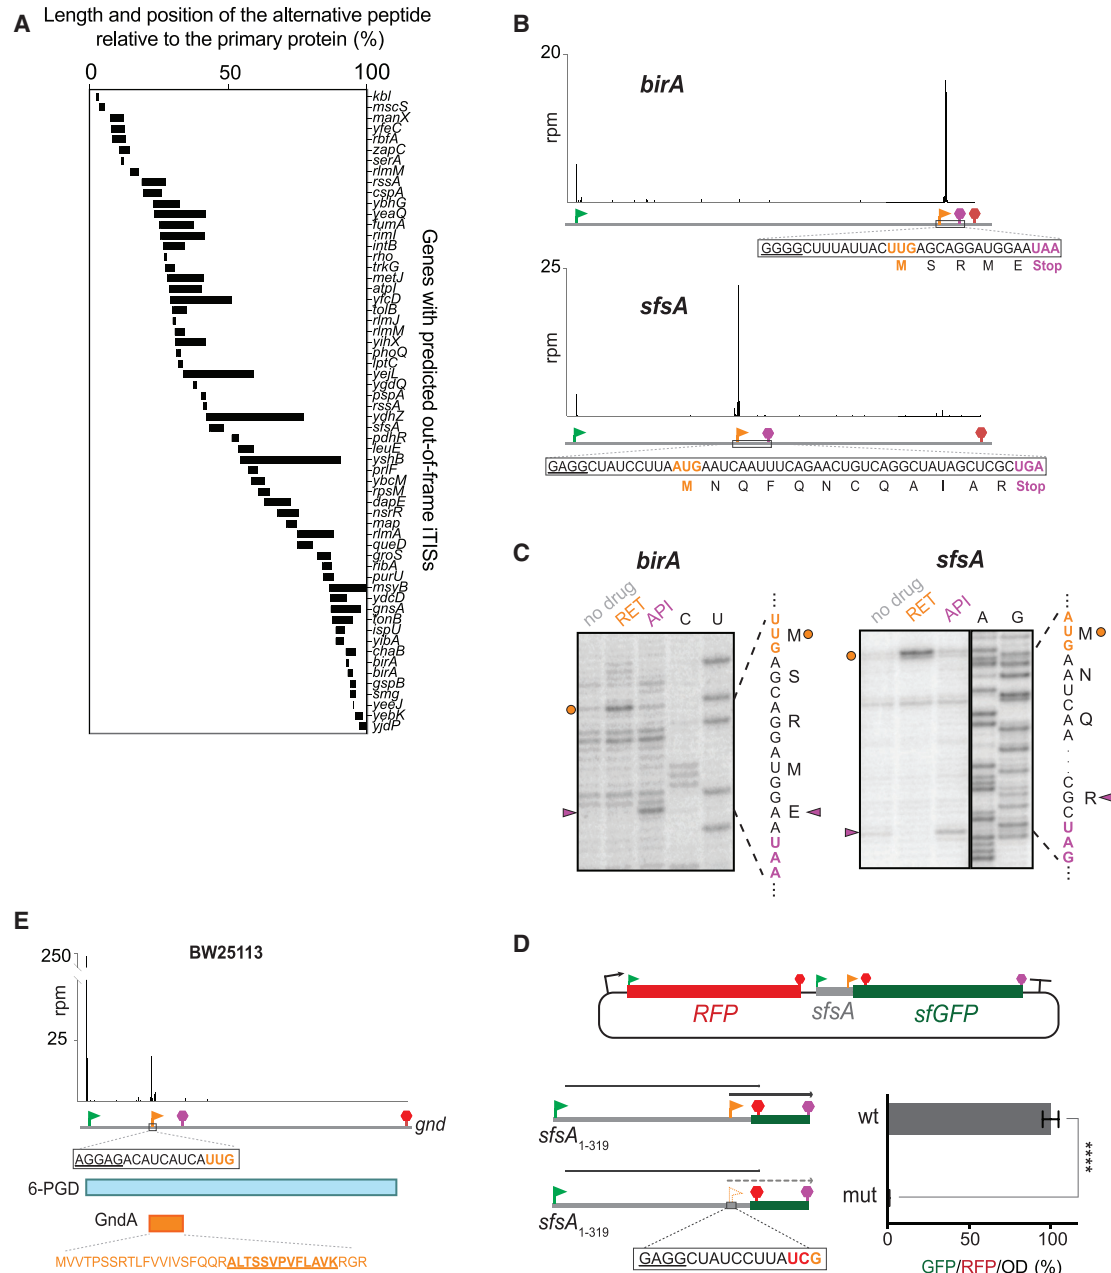 A
Length and position of the alternative peptide
relative to the primary protein (%)
0 50 100
kbl
mscS
manX
yfeC
rbfA
zapC
serA
rlmM
rssA
cspA
ybhG
yeaQ
fumA
rimI
intB
rho
trkG
metJ
atpI
yfcD
tolB
rlmJ
rlmM
yihX
phoQ
lptC
yejL
ygdQ
pspA
rssA
ydhZ
sfsA
pdhR
leuE
yshB
prlF
ybcM
rpsM
dapE
nsrR
map
rlmA
queD
groS
ribA
purU
msyB
ydcD
gnsA
tonB
ispU
yibA
chaB
birA
birA
gspB
smg
yeeJ
yebK
yjdP
Genes with predicted out-of-frame iTISs
B
20
rpm
birA
GGGGCUUUAUUACUUGAGCAGGAUGGAAUAA
M S R M E Stop
25
rpm
sfsA
GAGGCUAUCCUUAAUGAAUCAAUUUCAGAACUGUCAGGCUAUAGCUCGCUGA
M N Q F Q N C Q A I A R Stop
C
birA
no drug RET API C U
U
U
G
A
G
C
A
G
G
A
U
G
G
A
A
U
A
A
M
S
R
M
E
sfsA
no drug RET API A G
A
U
G
A
A
U
C
A
A
.
.
C
G
C
U
A
G
M
N
Q
R
E
BW25113
250
25
rpm
gnd
AGGAGACAUCAUCAUUG
6-PGD
GndA
MVVTPSSRTLFVVIVSFQQRALTSSVPVFLAVKRGR
D
RFP sfsA sfGFP
sfsA1-319
sfsA1-319
GAGGCUAUCCUUAUCG
wt
mut
****
0 50 100
GFP/RFP/OD (%)